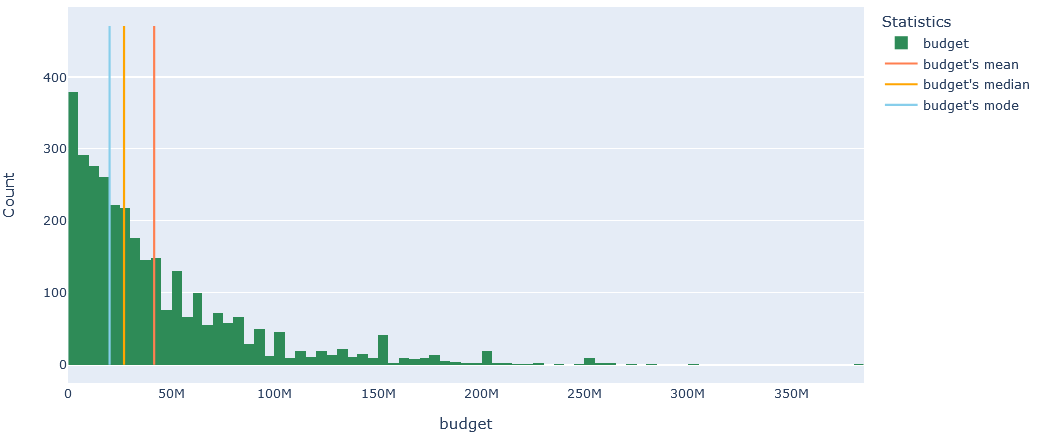 Statistics
budget
budget's mean
budget's median
budget's mode
Count
400
300
200
100
0
0
50M
100M
150M
200M
250M
300M
350M
budget